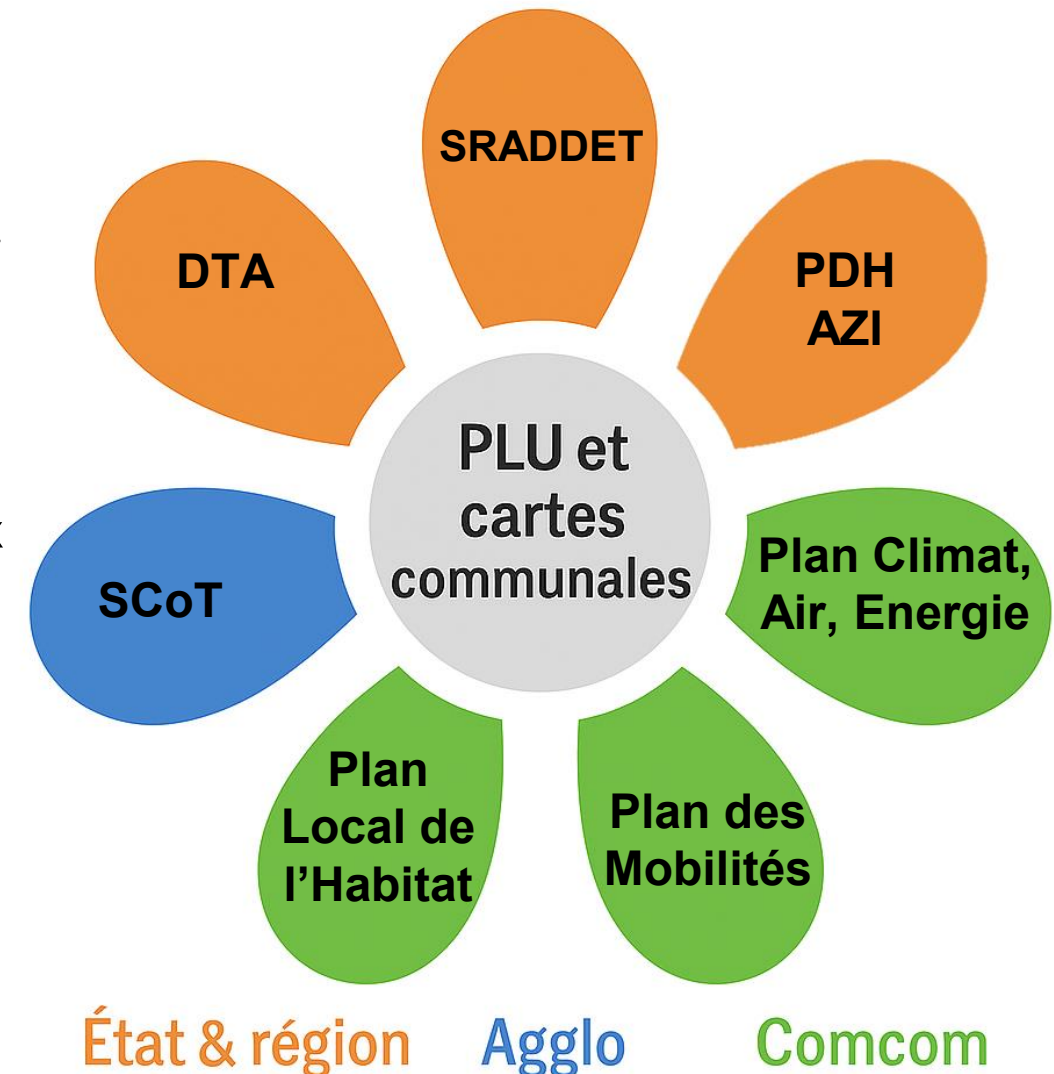 SRADDET
DTA
PDH
AZI
PLU et
cartes
communales
x
SCoT
Plan Climat,
Air, Energie
Plan
Local de
l’Habitat
Plan des
Mobilités
État & région
Agglo
Comcom